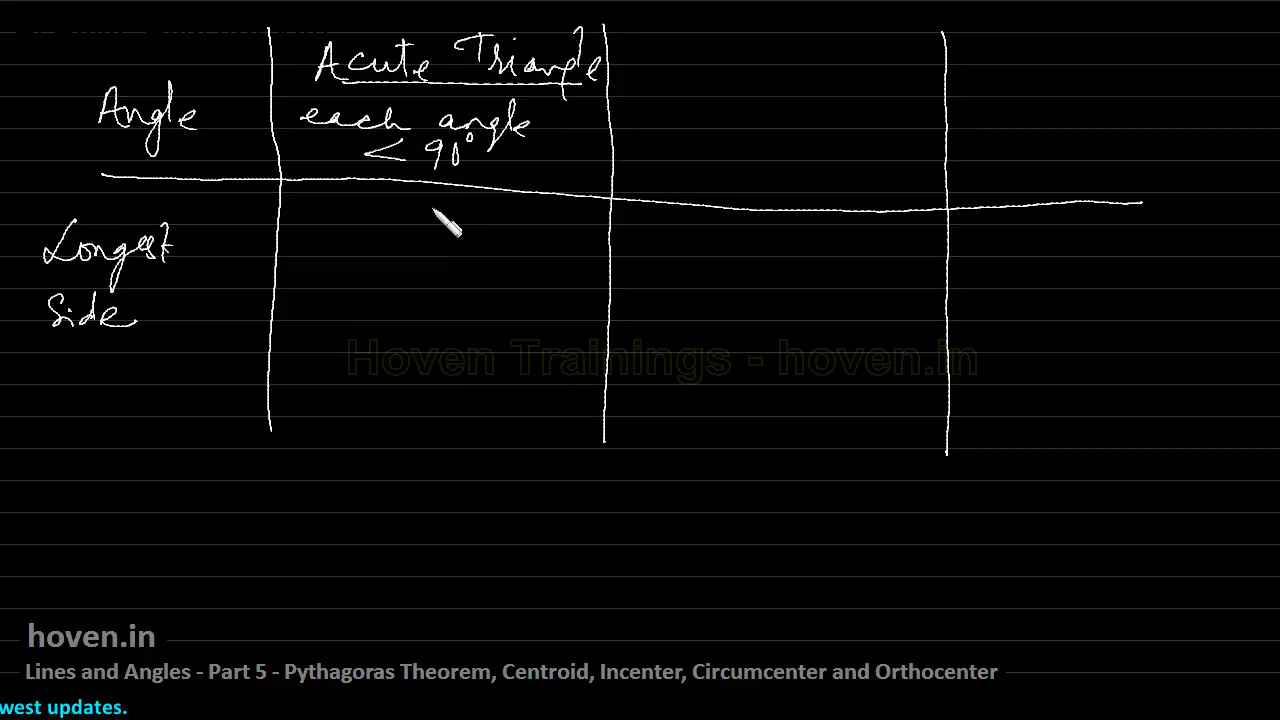 Acute Triangle
Angle
each angle
< 90°
Longest
Side
Hoven Trainings - hoven.in
hoven.in
Lines and Angles - Part 5 - Pythagoras Theorem, Centroid, Incenter, Circumcenter and Orthocenter
west updates.